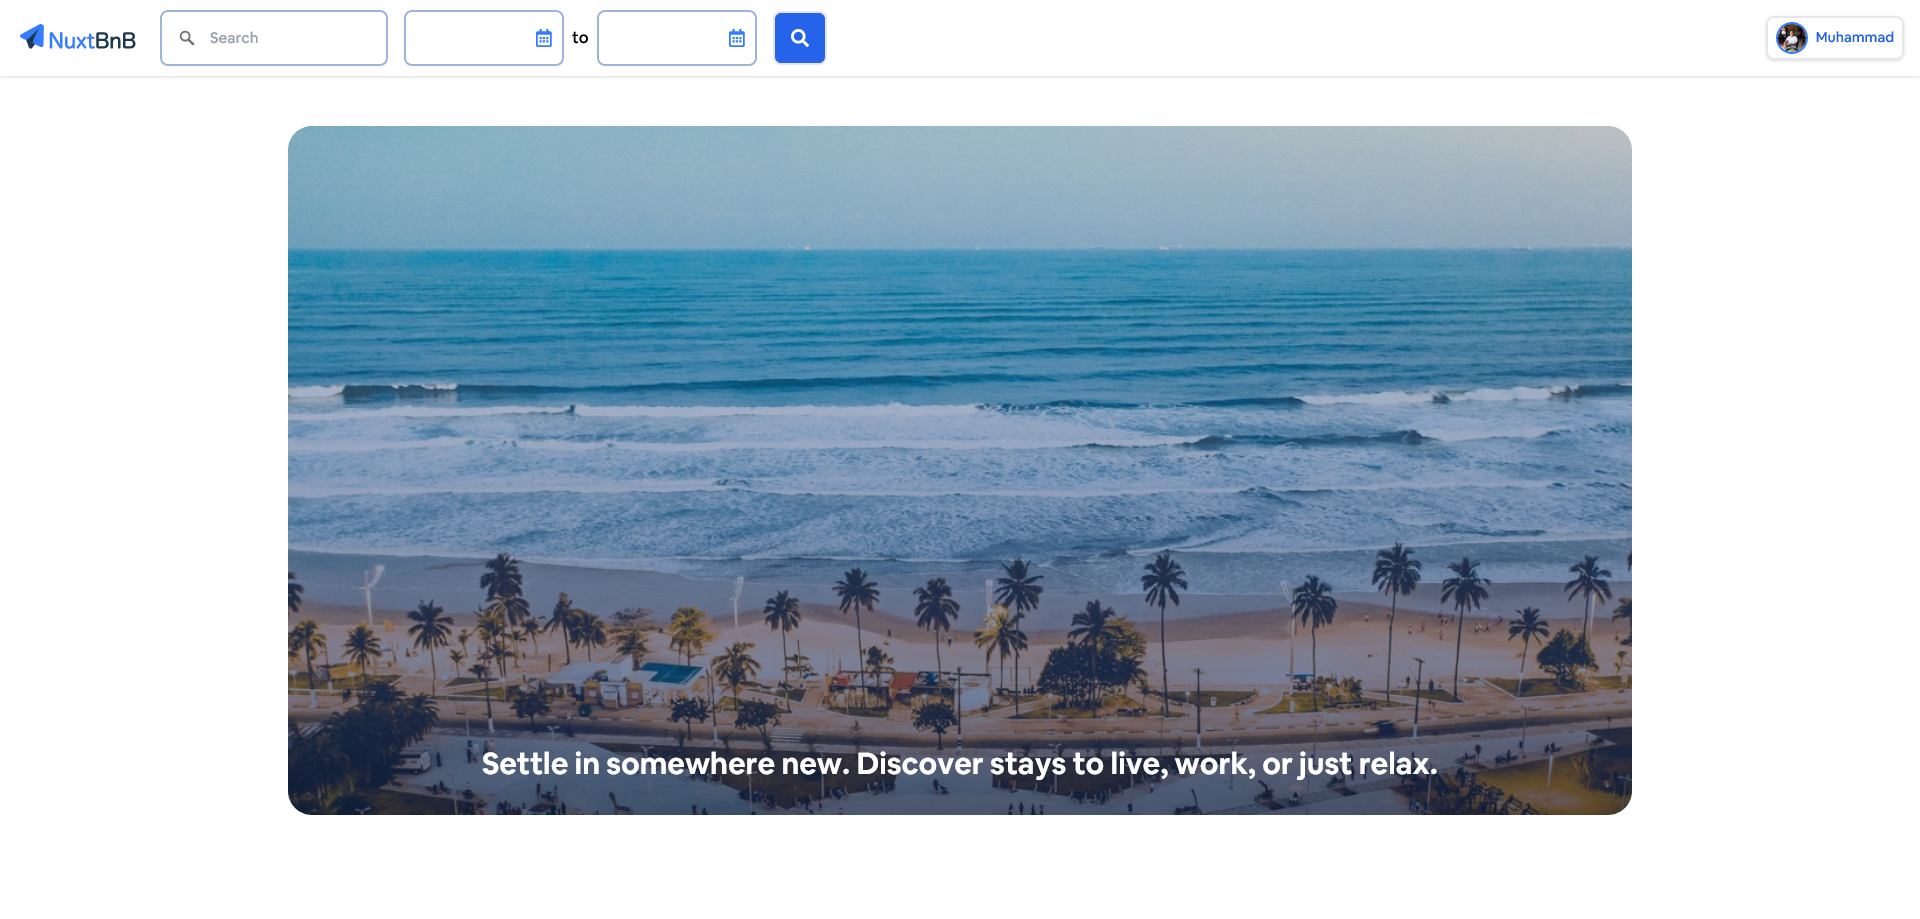 NuxtBnB
Search
to
Muhammad
Settle in somewhere new. Discover stays to live, work, or just relax.